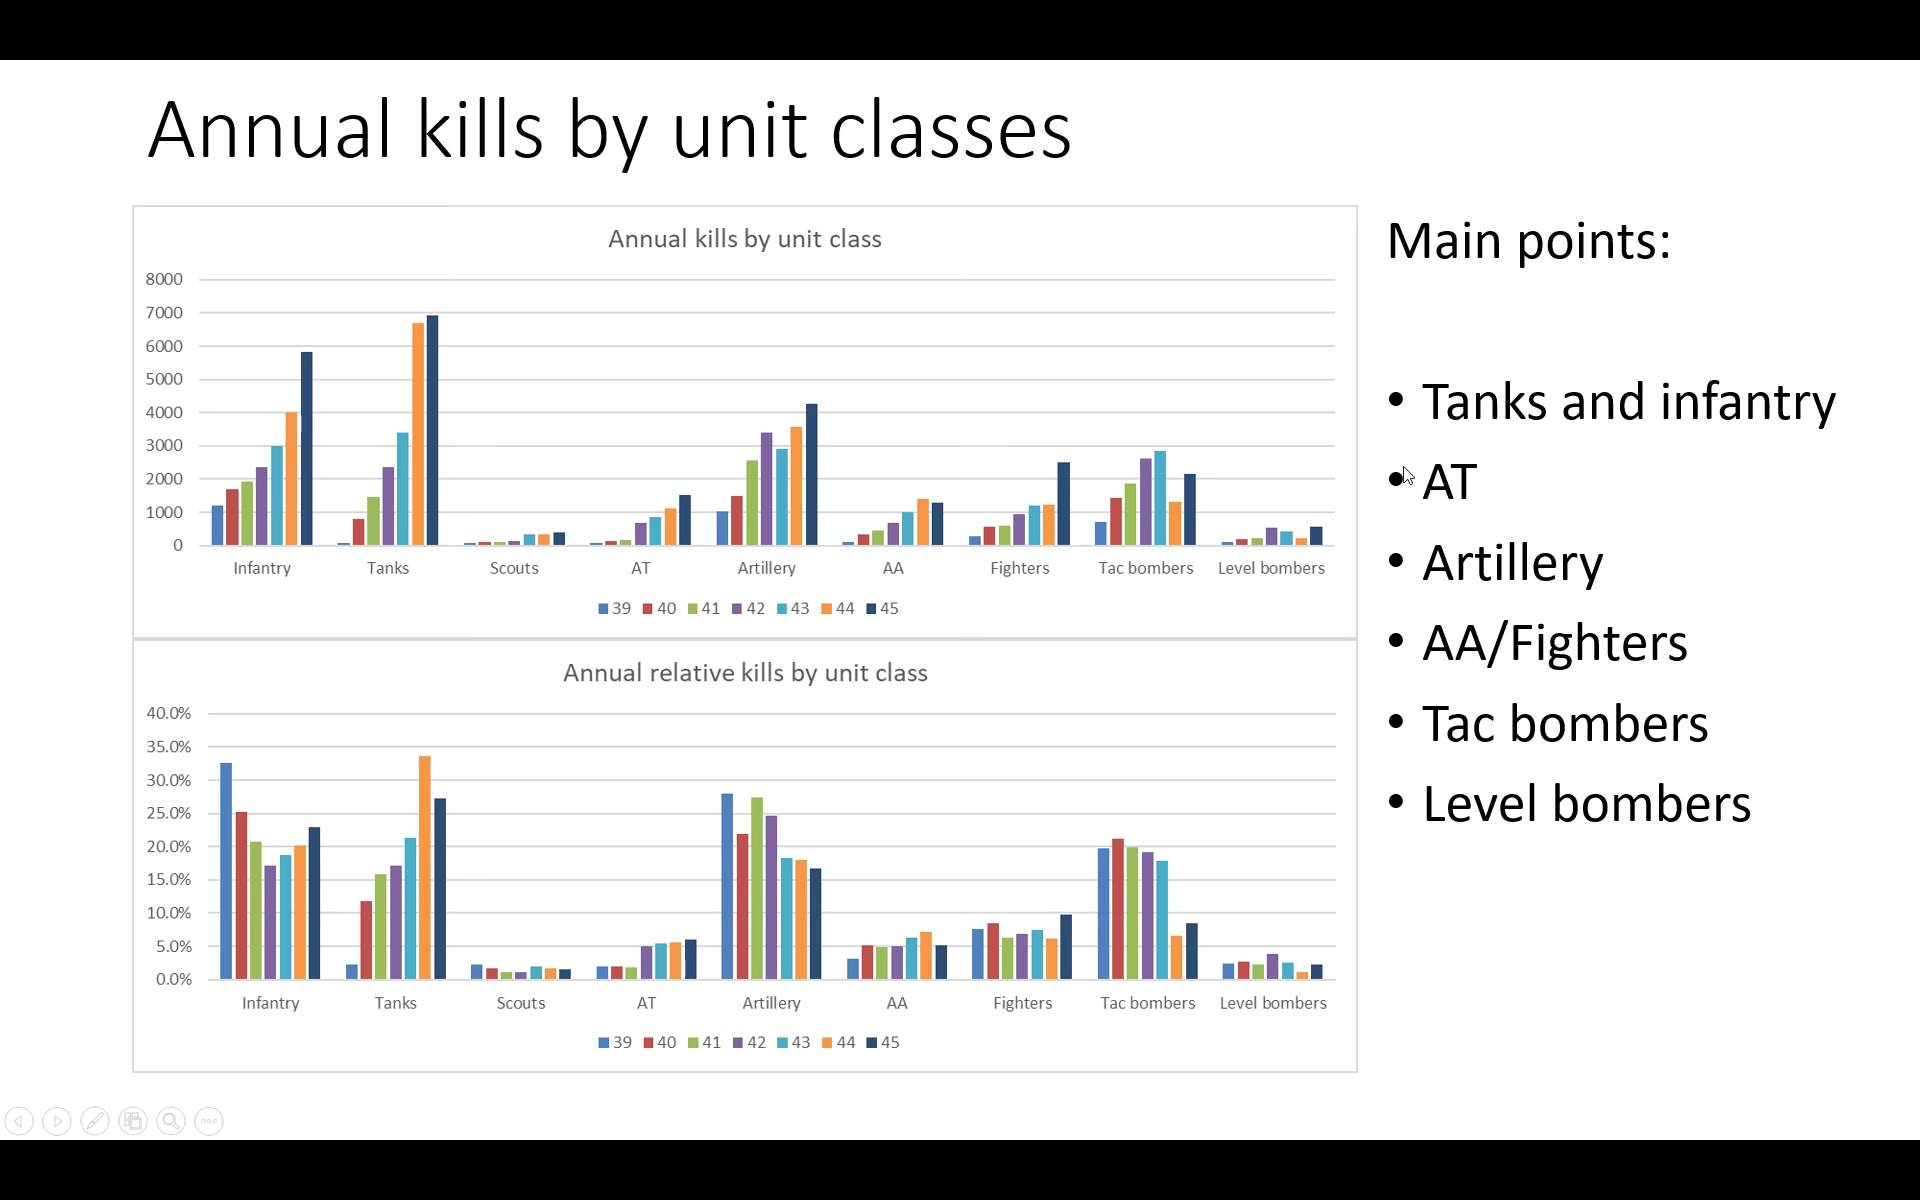 Annual kills by unit classes
Annual kills by unit class
8000
7000
6000
5000
4000
3000
2000
1000
0
Infantry Tanks Scouts AT Artillery AA Fighters Tac bombers Level bombers
39 40 41 42 43 44 45
Annual relative kills by unit class
40.0%
35.0%
30.0%
25.0%
20.0%
15.0%
10.0%
5.0%
0.0%
Infantry Tanks Scouts AT Artillery AA Fighters Tac bombers Level bombers
39 40 41 42 43 44 45
Main points:
• Tanks and infantry
• AT
• Artillery
• AA/Fighters
• Tac bombers
• Level bombers